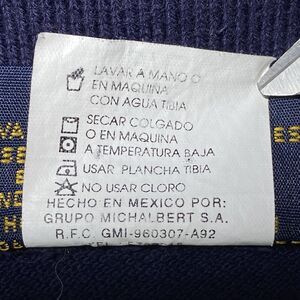 LAVAR A MANO O
EN MAQUINA
CON AGUA TIBIA
SECAR COLGADO
O EN MAQUINA
A TEMPERATURA BAJA
USAR PLANCHA TIBIA
NO USAR CLORO
HECHO EN MEXICO POR:
GRUPO MICHALBERT S.A.
R.F.C. GMI-960307-A92